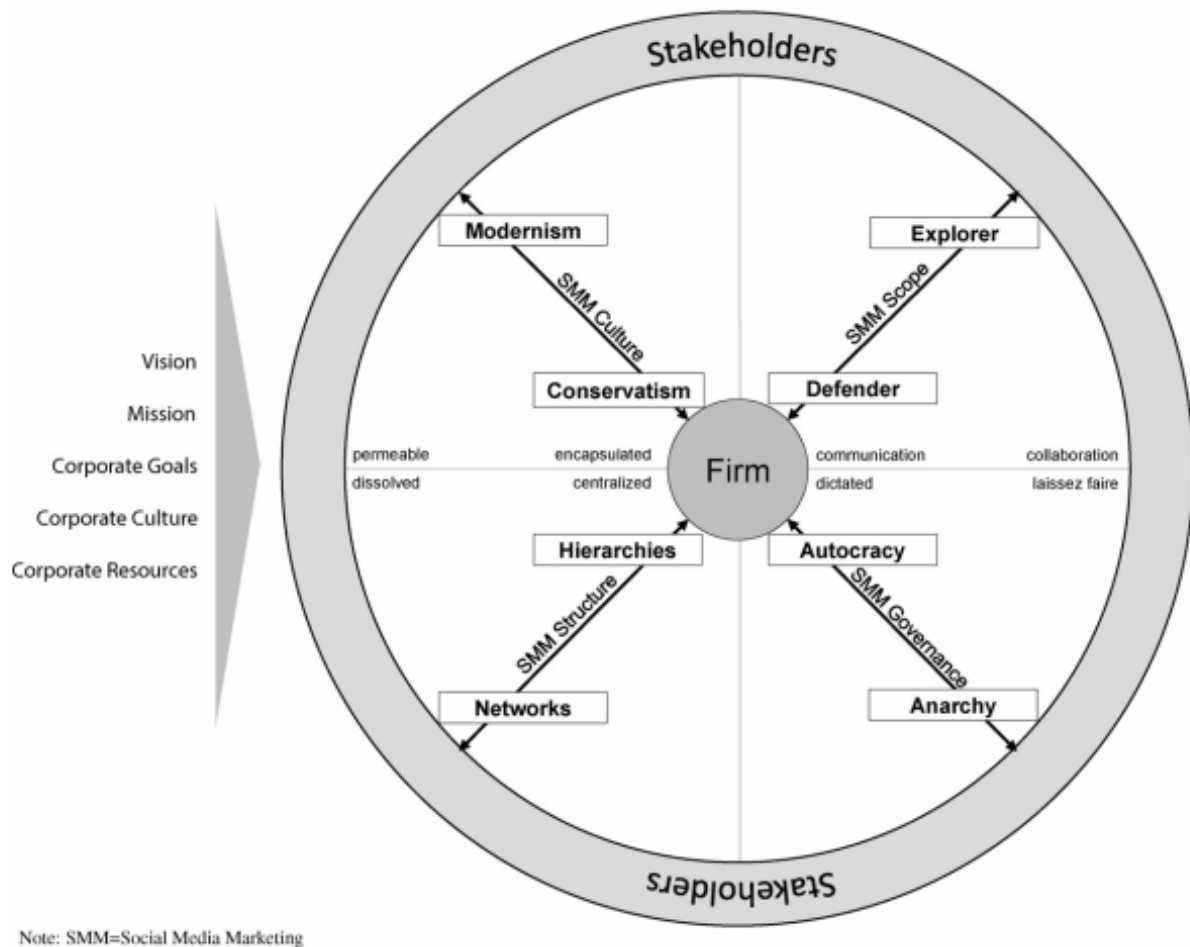 Stakeholders
Modernism
Explorer
SMM Culture
SMM Scope
Vision
Conservatism
Defender
Mission
permeable
encapsulated
communication
collaboration
Corporate Goals
Firm
dissolved
centralized
dictated
laissez faire
Corporate Culture
Hierarchies
Autocracy
Corporate Resources
SMM Structure
SMM Governance
Networks
Anarchy
Stakeholders
Note: SMM=Social Media Marketing